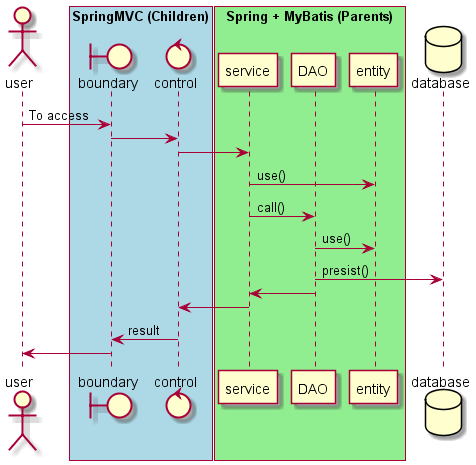 SpringMVC (Children) Spring + MyBatis (Parents)
user boundary control service DAO entity database
To access
use()
call()
use()
presist()
result
user boundary control service DAO entity database